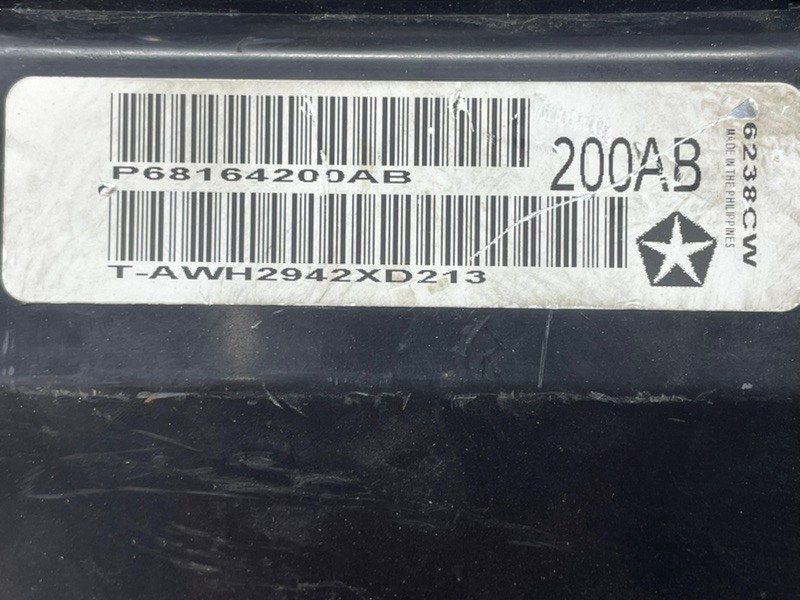 P68164200AB
200AB
T-AWH2942XD213
6238CW
MADE IN THE PHILIPPINES